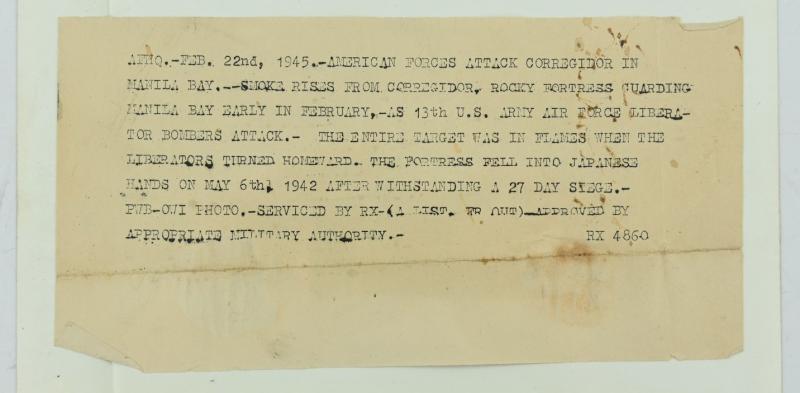 AFHQ.-FEB. 22nd, 1945.-AMERICAN FORCES ATTACK CORREGIDOR IN
MANILA BAY.--SMOKE RISES FROM CORREGIDOR, ROCKY FORTRESS GUARDING
MANILA BAY EARLY IN FEBRUARY,-AS 13th U.S. ARMY AIR FORCE LIBERA-
TOR BOMBERS ATTACK.- THE ENTIRE TARGET WAS IN FLAMES WHEN THE
LIBERATORS TURNED HOMEWARD. THE FORTRESS FELL INTO JAPANESE
HANDS ON MAY 6th, 1942 AFTER WITHSTANDING A 27 DAY SIEGE.-
PWB-OWI PHOTO.-SERVICED BY RX-(A LIST. FR OUT)-APPROVED BY
APPROPRIATE MILITARY AUTHORITY.- RX 4860